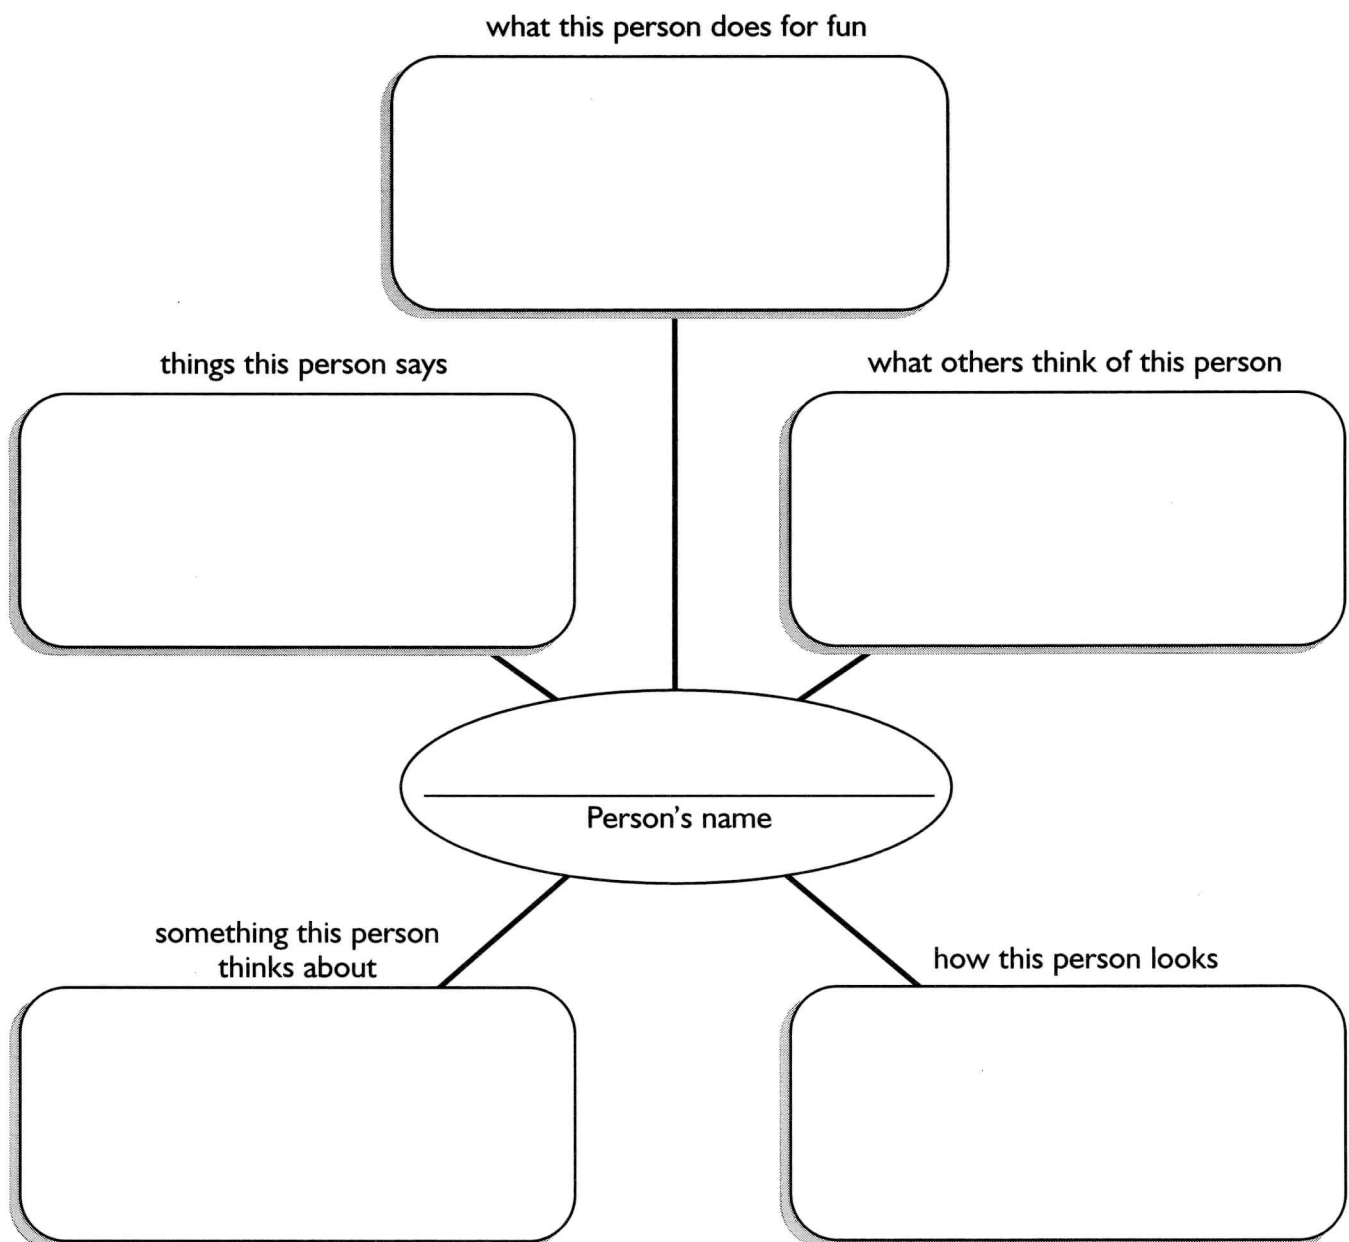 what this person does for fun
things this person says
what others think of this person
Person's name
something this person
thinks about
how this person looks